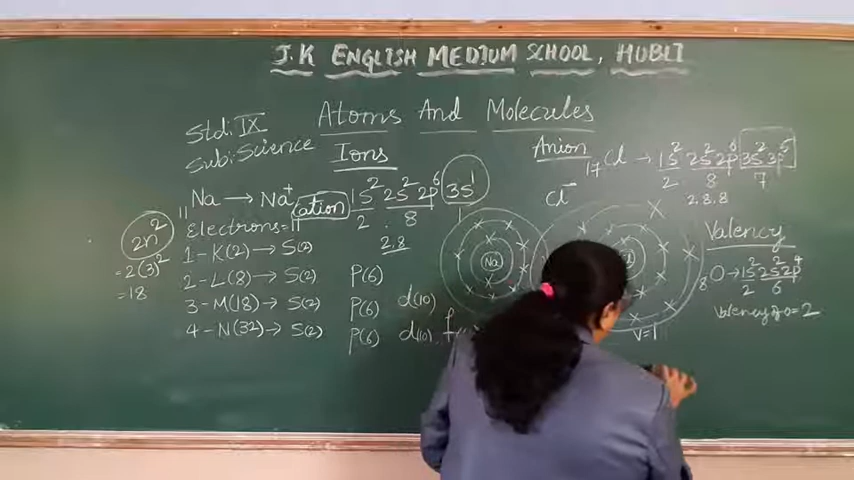 J.K ENGLISH MEDIUM SCHOOL, HUBLI
Std: IX
Sub: Science
Atoms And Molecules
Ions
Na → Na⁺
11
Cation
1S² 2S² 2P⁶ 3S¹
2 . 8 1
2.8
Electrons=11
2n²
=2(3)²
=18
1-K(2)→ S(2)
2-L(8)→ S(2) P(6)
3-M(18)→ S(2) P(6) d(10)
4-N(32)→ S(2) P(6) d(10) f
Na
V=1
Anion
17Cl → 1S² 2S² 2P⁶ 3S² 3P⁵
2 8 7
2.8.8
Cl⁻
Valency
8O→1S² 2S² 2P⁴
2 6
Valency of O=2